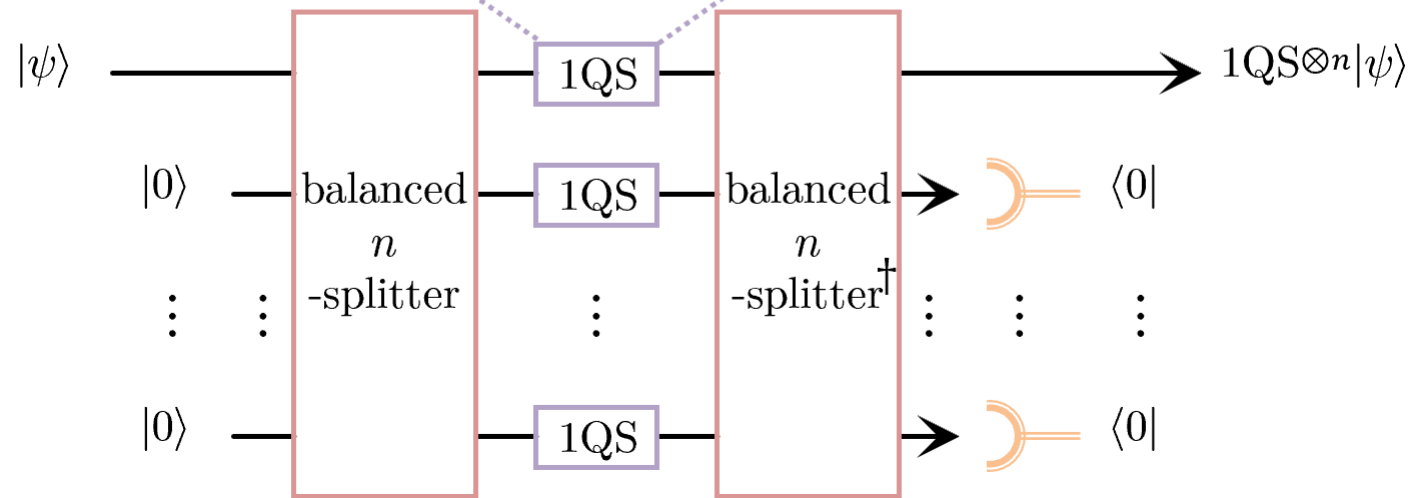 |ψ⟩ 1QS 1QS⊗n|ψ⟩
|0⟩ balanced 1QS balanced ⟨0|
n n
-splitter -splitter†
⋮ ⋮ ⋮ ⋮ ⋮ ⋮
|0⟩ 1QS ⟨0|